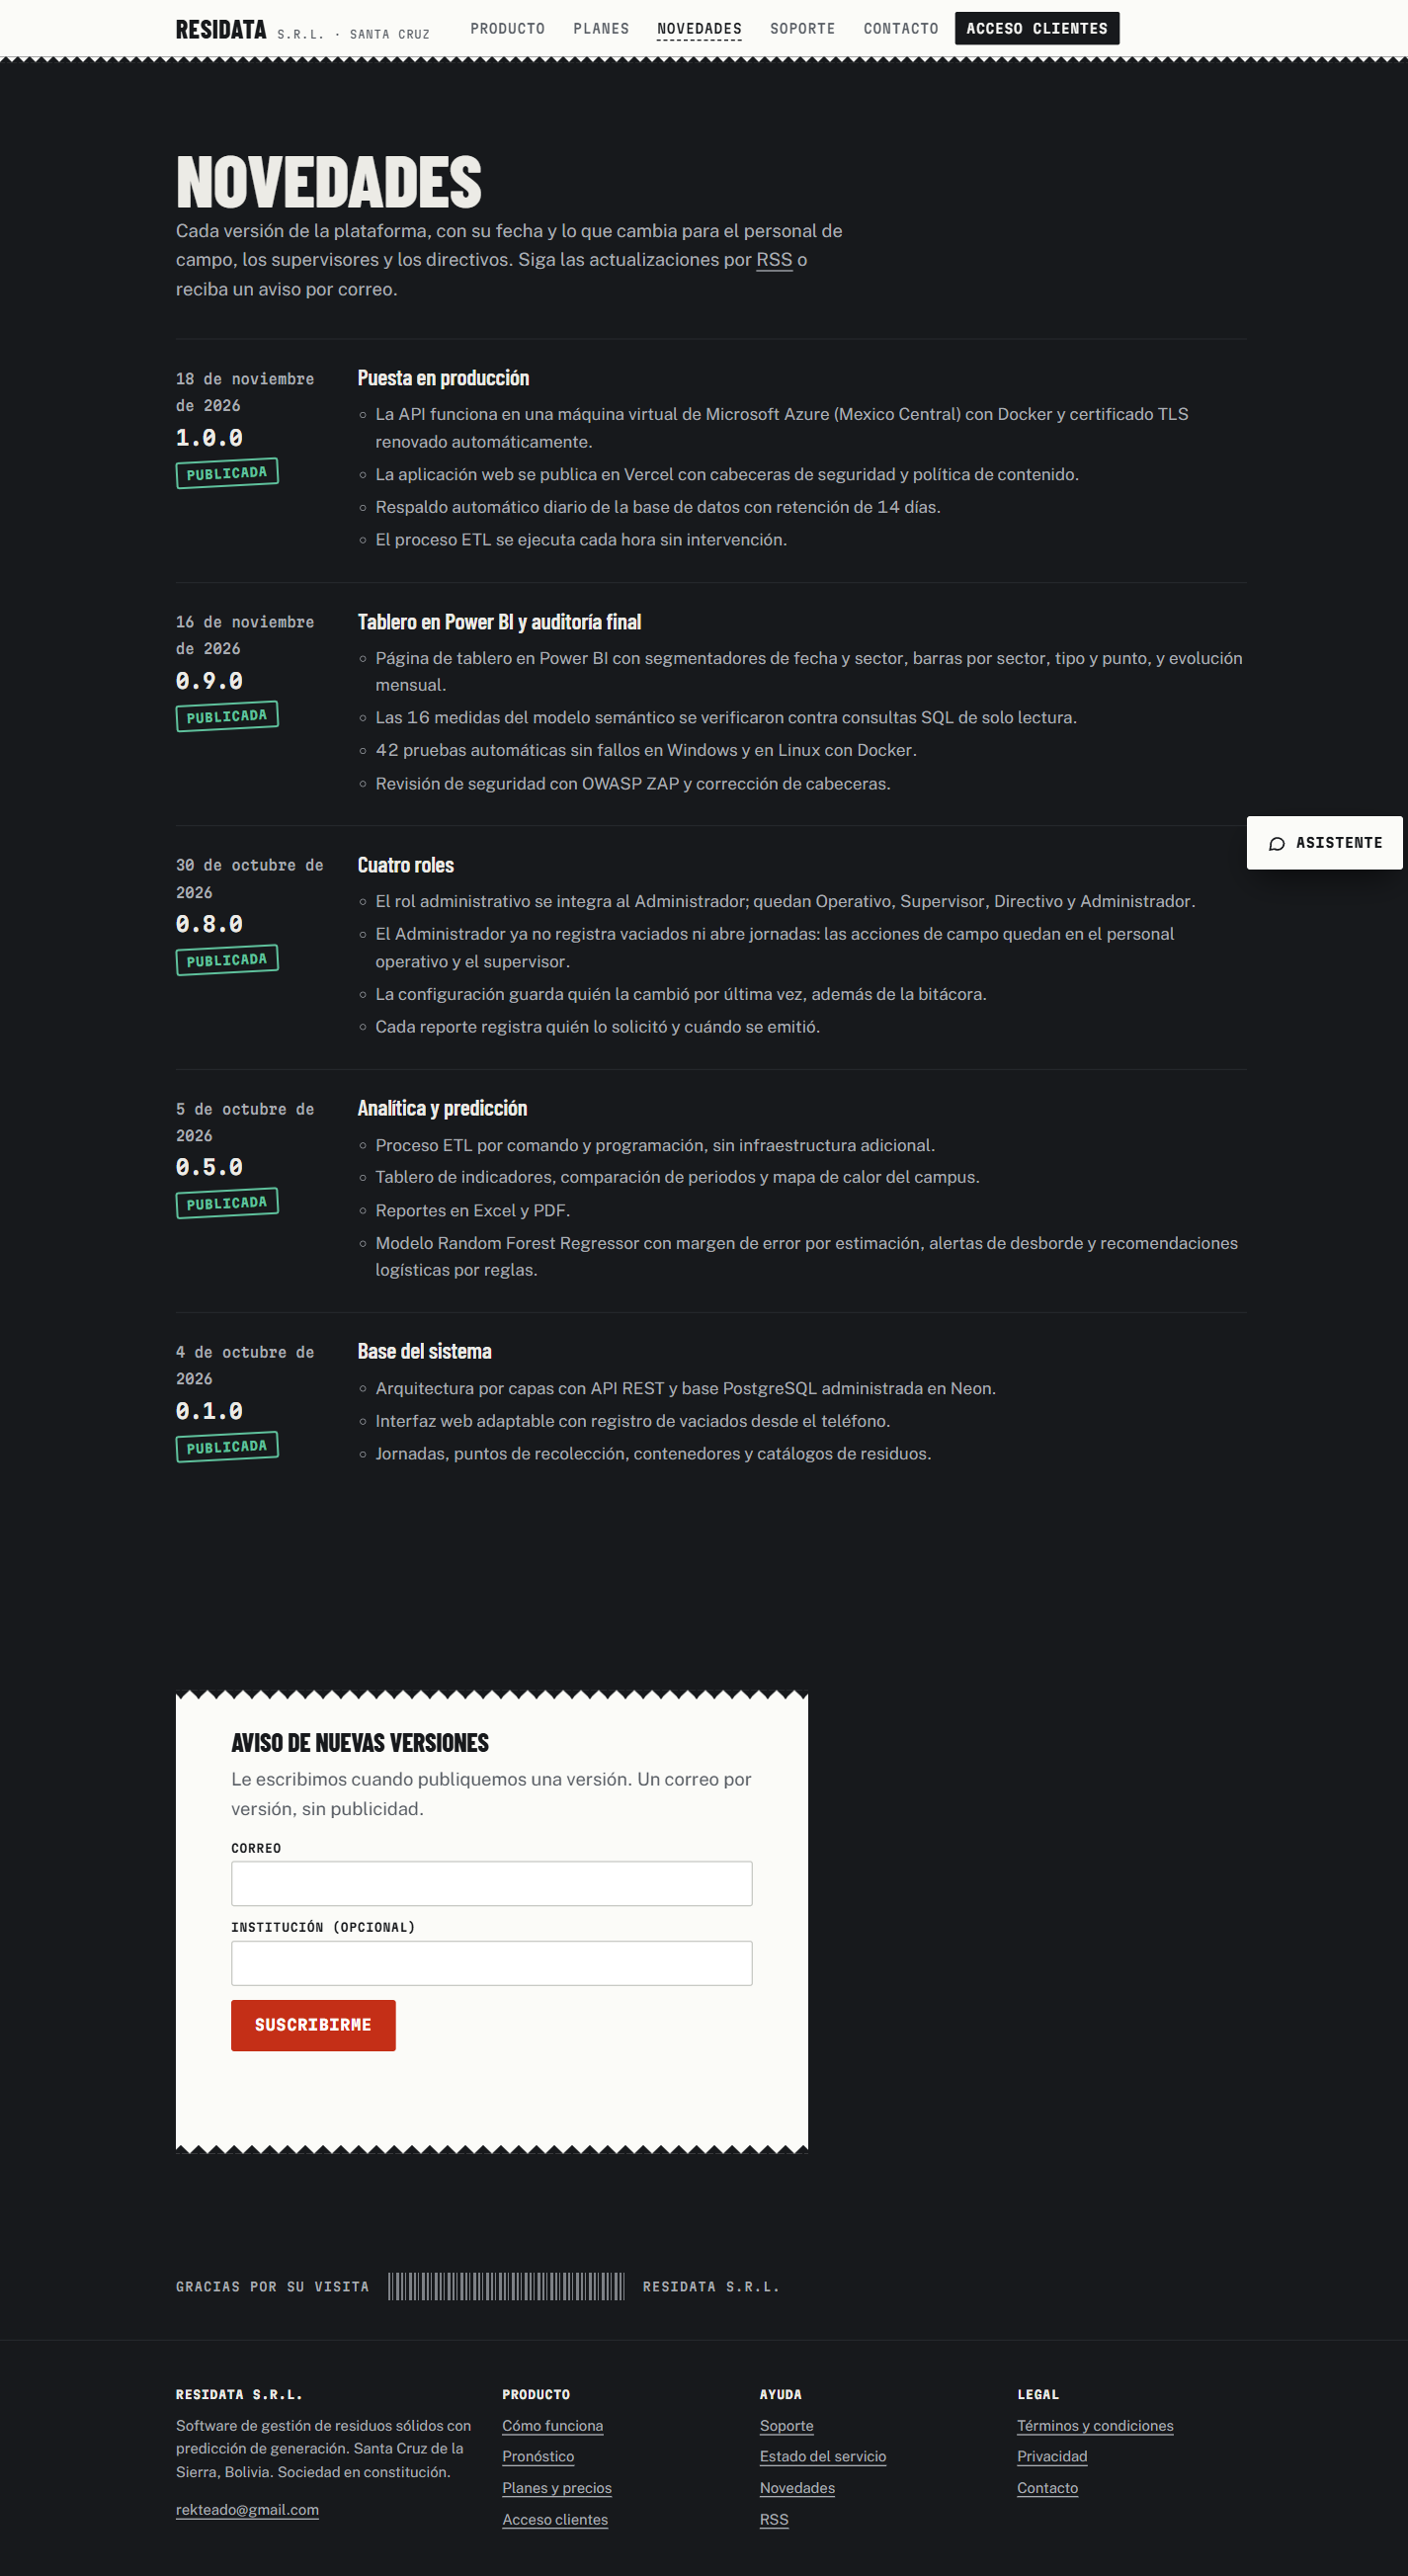 RESIDATA S.R.L. · SANTA CRUZ PRODUCTO PLANES NOVEDADES SOPORTE CONTACTO ACCESO CLIENTES
NOVEDADES
Cada versión de la plataforma, con su fecha y lo que cambia para el personal de
campo, los supervisores y los directivos. Siga las actualizaciones por RSS o
reciba un aviso por correo.
18 de noviembre
de 2026
1.0.0
PUBLICADA
Puesta en producción
La API funciona en una máquina virtual de Microsoft Azure (Mexico Central) con Docker y certificado TLS
renovado automáticamente.
La aplicación web se publica en Vercel con cabeceras de seguridad y política de contenido.
Respaldo automático diario de la base de datos con retención de 14 días.
El proceso ETL se ejecuta cada hora sin intervención.
16 de noviembre
de 2026
0.9.0
PUBLICADA
Tablero en Power BI y auditoría final
Página de tablero en Power BI con segmentadores de fecha y sector, barras por sector, tipo y punto, y evolución
mensual.
Las 16 medidas del modelo semántico se verificaron contra consultas SQL de solo lectura.
42 pruebas automáticas sin fallos en Windows y en Linux con Docker.
Revisión de seguridad con OWASP ZAP y corrección de cabeceras.
ASISTENTE
30 de octubre de
2026
0.8.0
PUBLICADA
Cuatro roles
El rol administrativo se integra al Administrador; quedan Operativo, Supervisor, Directivo y Administrador.
El Administrador ya no registra vaciados ni abre jornadas: las acciones de campo quedan en el personal
operativo y el supervisor.
La configuración guarda quién la cambió por última vez, además de la bitácora.
Cada reporte registra quién lo solicitó y cuándo se emitió.
5 de octubre de
2026
0.5.0
PUBLICADA
Analítica y predicción
Proceso ETL por comando y programación, sin infraestructura adicional.
Tablero de indicadores, comparación de periodos y mapa de calor del campus.
Reportes en Excel y PDF.
Modelo Random Forest Regressor con margen de error por estimación, alertas de desborde y recomendaciones
logísticas por reglas.
4 de octubre de
2026
0.1.0
PUBLICADA
Base del sistema
Arquitectura por capas con API REST y base PostgreSQL administrada en Neon.
Interfaz web adaptable con registro de vaciados desde el teléfono.
Jornadas, puntos de recolección, contenedores y catálogos de residuos.
AVISO DE NUEVAS VERSIONES
Le escribimos cuando publiquemos una versión. Un correo por
versión, sin publicidad.
CORREO
INSTITUCIÓN (OPCIONAL)
SUSCRIBIRME
GRACIAS POR SU VISITA RESIDATA S.R.L.
RESIDATA S.R.L.
Software de gestión de residuos sólidos con
predicción de generación. Santa Cruz de la
Sierra, Bolivia. Sociedad en constitución.
rekteado@gmail.com
PRODUCTO
Cómo funciona
Pronóstico
Planes y precios
Acceso clientes
AYUDA
Soporte
Estado del servicio
Novedades
RSS
LEGAL
Términos y condiciones
Privacidad
Contacto